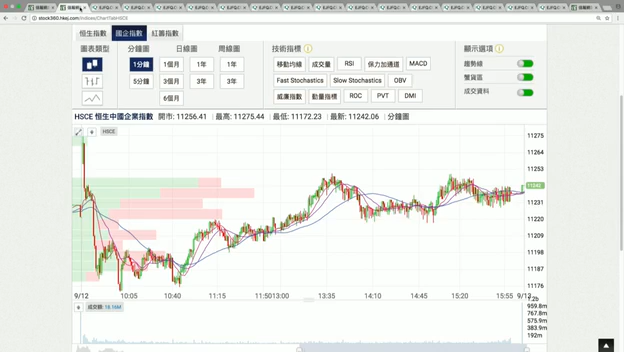 stock360.hkej.com/indices/Chart?at=HSCE
恒生指數 國企指數 紅籌指數
圖表類型 分鐘圖 日線圖 周線圖 技術指標 顯示選項
1分鐘 1個月 1年 1年 移動均線 成交量 RSI 保力加通道 MACD 趨勢線
5分鐘 3個月 3年 3年 Fast Stochastics Slow Stochastics OBV 蟹貨區
6個月 威廉指數 動量指標 ROC PVT DMI 成交資料
HSCE 恒生中國企業指數 開市: 11256.41 | 最高: 11275.44 | 最低: 11172.23 | 最新: 11242.06 | 分鐘圖
HSCE
11275
11264
11253
11242
11231
11220
11209
11198
11187
11176
9/12 10:05 10:40 11:15 11:50 13:00 13:35 14:10 14:45 15:20 15:55 9/13
成交額: 18.16M
959.8m
767.8m
575.9m
383.9m
192m